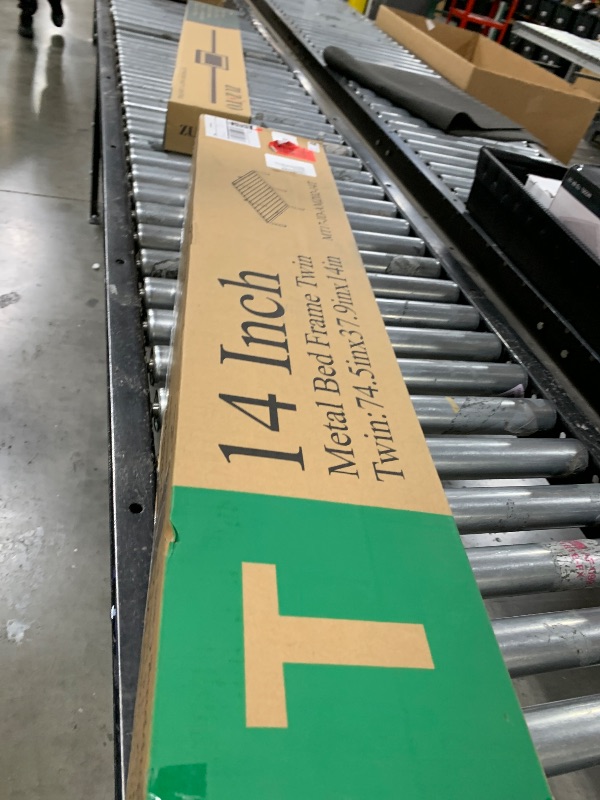 14 Inch
Metal Bed Frame Twin
Twin:74.5inx37.9inx14in
T